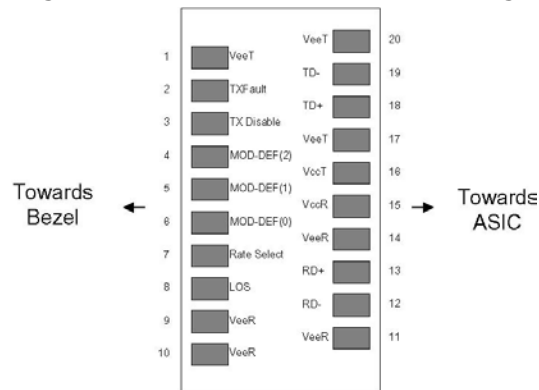 VeeT 20
1 VeeT
TD- 19
2 TXFault
TD+ 18
3 TX Disable
VeeT 17
4 MOD-DEF(2)
VccT 16
5 MOD-DEF(1)
VccR 15
6 MOD-DEF(0)
VeeR 14
7 Rate Select
RD+ 13
8 LOS
RD- 12
9 VeeR
VeeR 11
10 VeeR
Towards
Bezel
Towards
ASIC